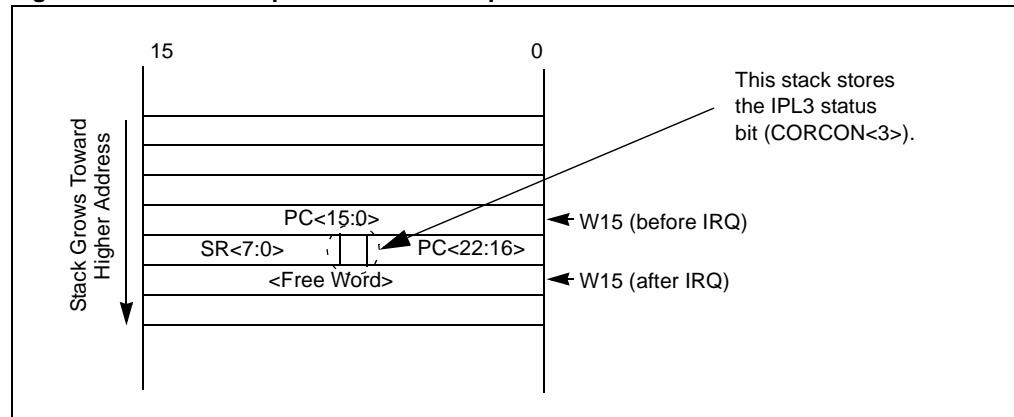 15
0
This stack stores
the IPL3 status
bit (CORCON<3>).
Stack Grows Toward
Higher Address
PC<15:0>
W15 (before IRQ)
SR<7:0>
PC<22:16>
<Free Word>
W15 (after IRQ)